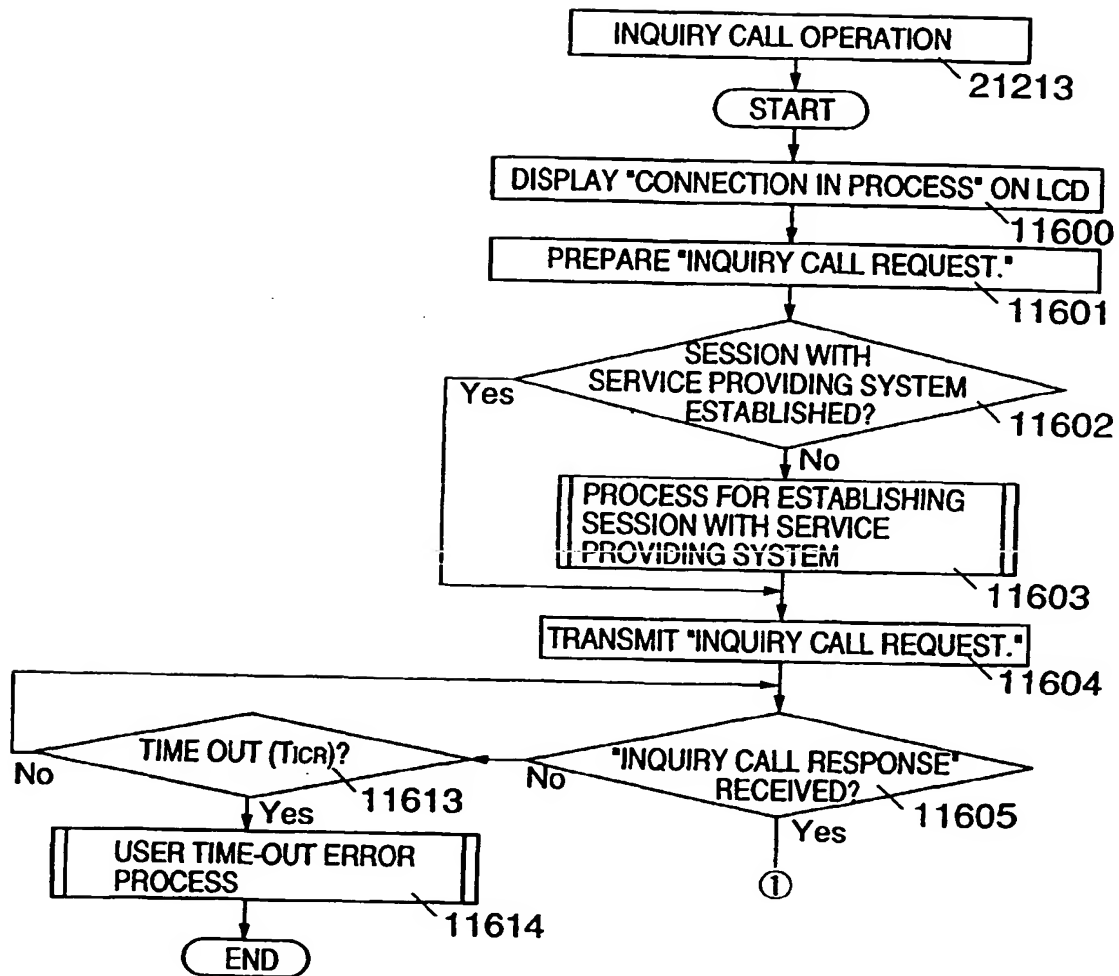 INQUIRY CALL OPERATION
21213
START
DISPLAY "CONNECTION IN PROCESS" ON LCD
11600
PREPARE "INQUIRY CALL REQUEST."
11601
SESSION WITH
SERVICE PROVIDING SYSTEM
ESTABLISHED?
11602
Yes
No
PROCESS FOR ESTABLISHING
SESSION WITH SERVICE
PROVIDING SYSTEM
11603
TRANSMIT "INQUIRY CALL REQUEST."
11604
"INQUIRY CALL RESPONSE"
RECEIVED?
11605
No
Yes
①
TIME OUT (TICR)?
11613
No
Yes
USER TIME-OUT ERROR
PROCESS
11614
END